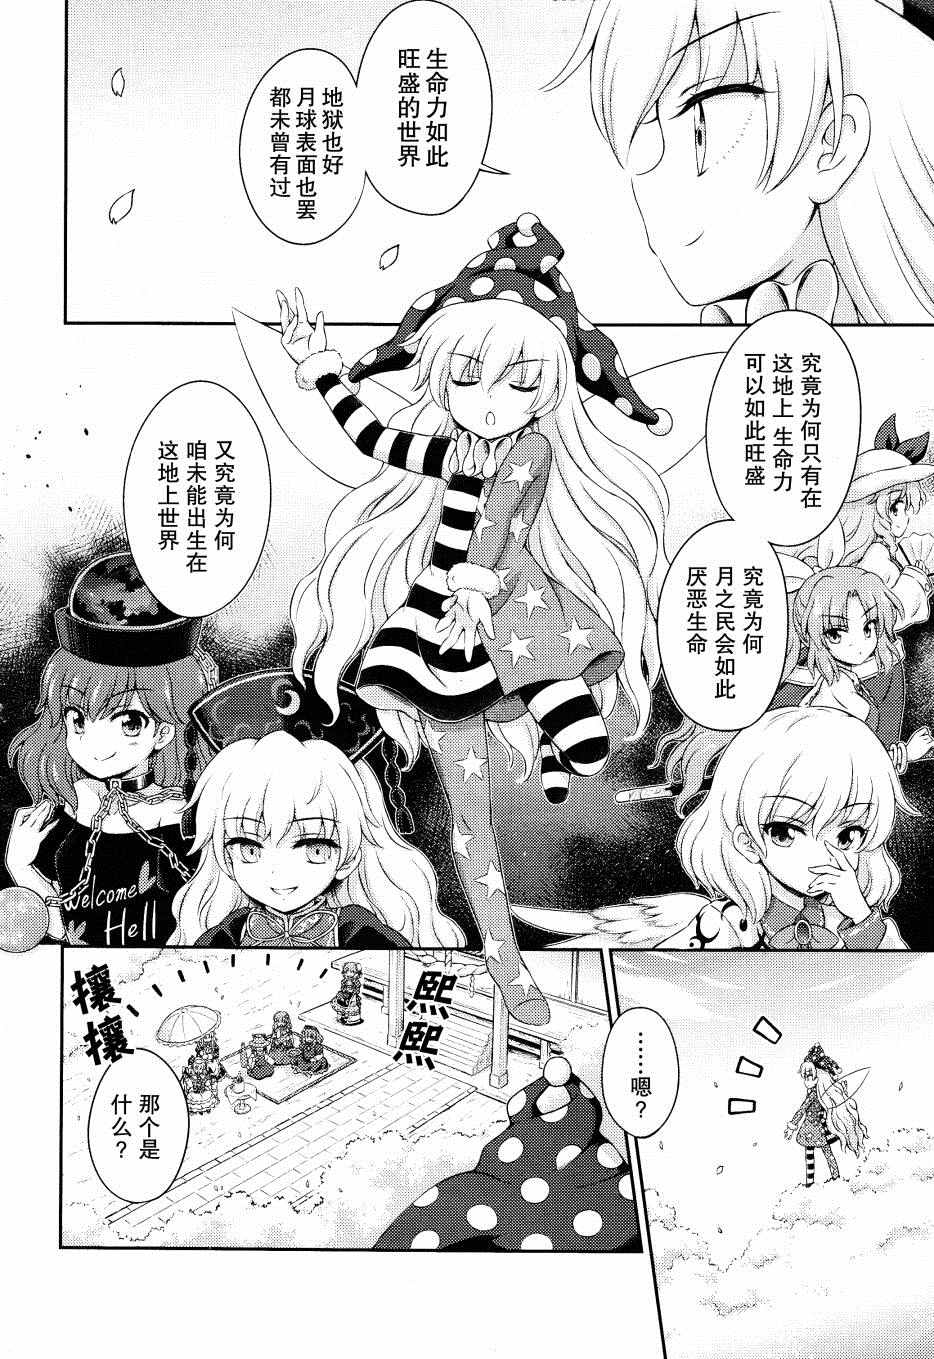 生命力如此
旺盛的世界
地狱也好
月球表面也罢
都未曾有过
究竟为何只有在
这地上 生命力
可以如此旺盛
究竟为何
月之民会如此
厌恶生命
又究竟为何
咱未能出生在
这地上世界
Welcome
Hell
……嗯？
熙熙
攘攘
那个是
什么？